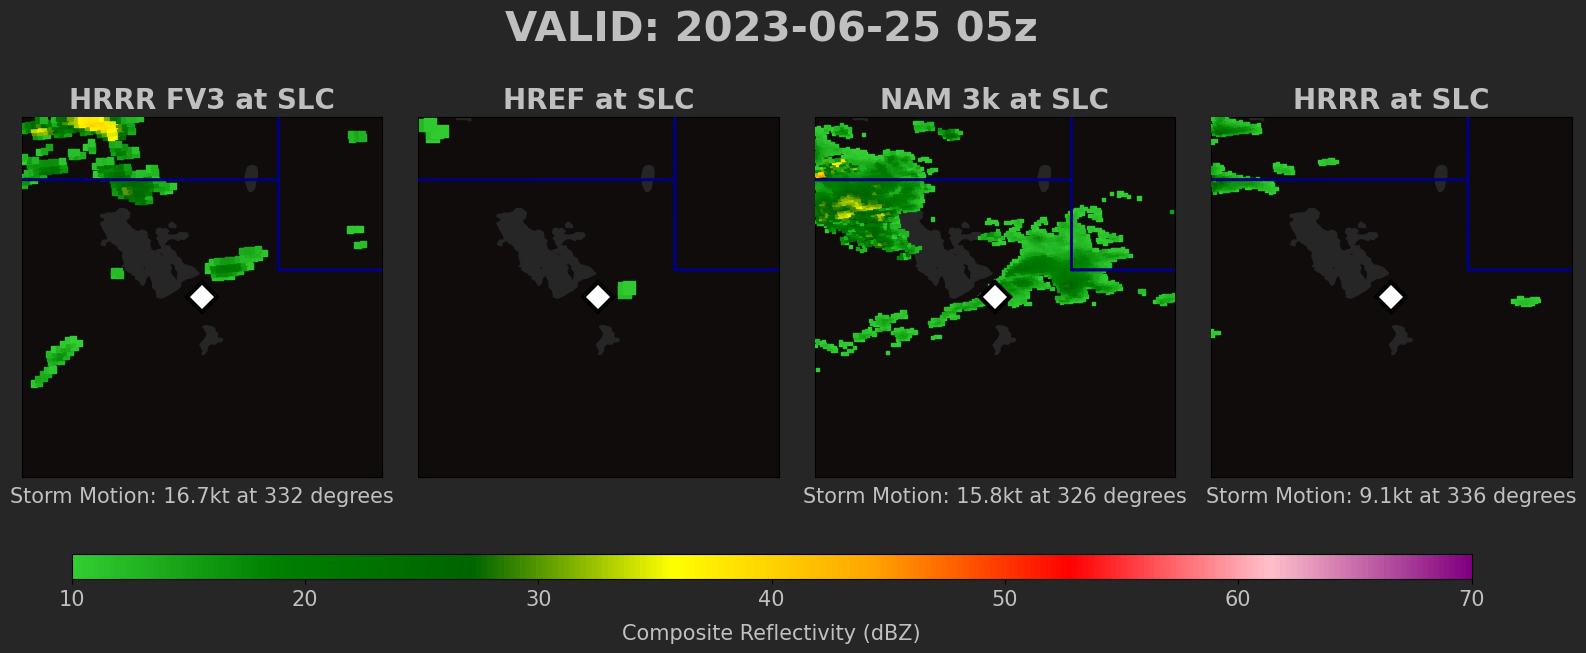 VALID: 2023-06-25 05z
HRRR FV3 at SLC
HREF at SLC
NAM 3k at SLC
HRRR at SLC
Storm Motion: 16.7kt at 332 degrees
Storm Motion: 15.8kt at 326 degrees
Storm Motion: 9.1kt at 336 degrees
10 20 30 40 50 60 70
Composite Reflectivity (dBZ)